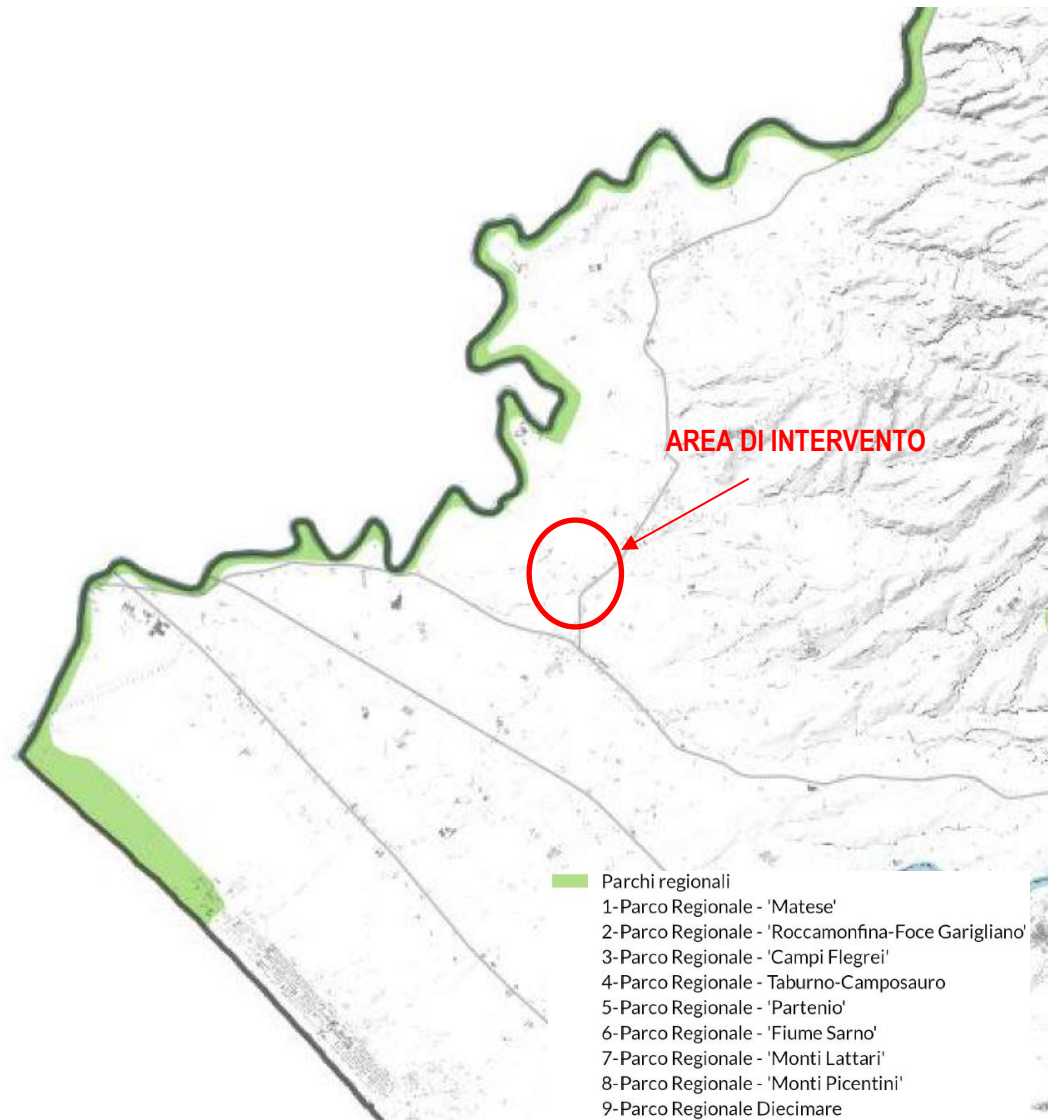 AREA DI INTERVENTO
Parchi regionali
1-Parco Regionale - 'Matese'
2-Parco Regionale - 'Roccamonfina-Foce Garigliano'
3-Parco Regionale - 'Campi Flegrei'
4-Parco Regionale - Taburno-Camposauro
5-Parco Regionale - 'Partenio'
6-Parco Regionale - 'Fiume Sarno'
7-Parco Regionale - 'Monti Lattari'
8-Parco Regionale - 'Monti Picentini'
9-Parco Regionale Diecimare